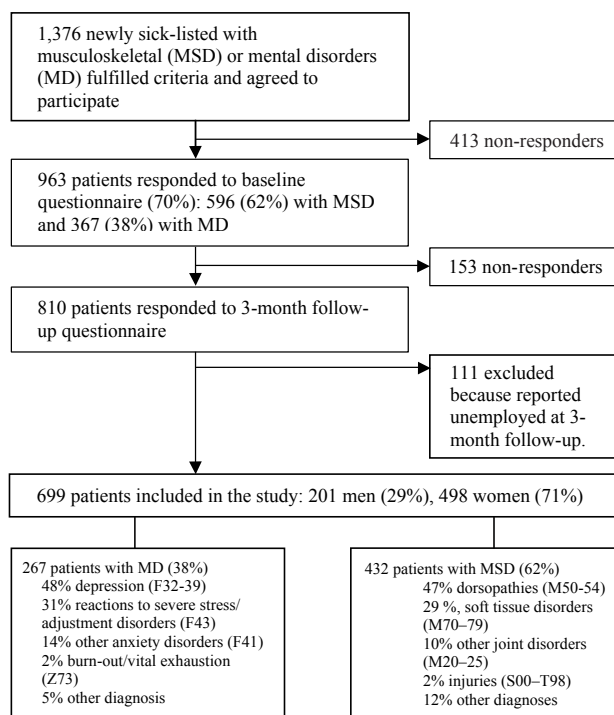 1,376 newly sick-listed with
musculoskeletal (MSD) or mental disorders
(MD) fulfilled criteria and agreed to
participate
413 non-responders
963 patients responded to baseline
questionnaire (70%): 596 (62%) with MSD
and 367 (38%) with MD
153 non-responders
810 patients responded to 3-month follow-
up questionnaire
111 excluded
because reported
unemployed at 3-
month follow-up.
699 patients included in the study: 201 men (29%), 498 women (71%)
267 patients with MD (38%)
48% depression (F32-39)
31% reactions to severe stress/
adjustment disorders (F43)
14% other anxiety disorders (F41)
2% burn-out/vital exhaustion
(Z73)
5% other diagnosis
432 patients with MSD (62%)
47% dorsopathies (M50-54)
29 %, soft tissue disorders
(M70–79)
10% other joint disorders
(M20–25)
2% injuries (S00–T98)
12% other diagnoses